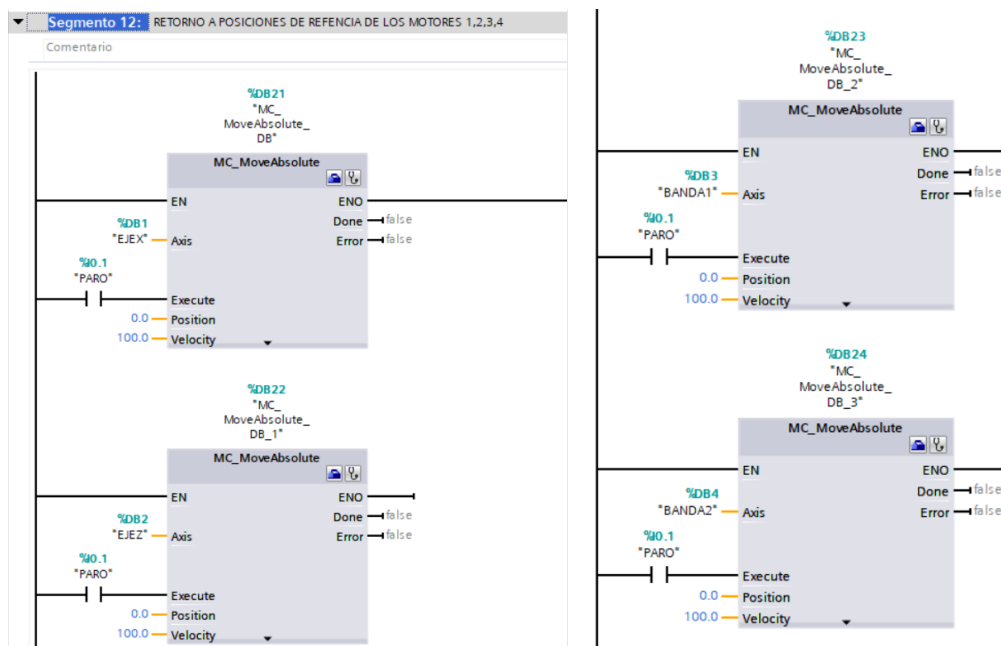 Segmento 12: RETORNO A POSICIONES DE REFENCIA DE LOS MOTORES 1,2,3,4
Comentario
%DB21
"MC_
MoveAbsolute_
DB"
MC_MoveAbsolute
EN ENO
Done false
%DB1
"EJEX" Axis Error false
%I0.1
"PARO"
Execute
0.0 Position
100.0 Velocity
%DB22
"MC_
MoveAbsolute_
DB_1"
MC_MoveAbsolute
EN ENO
Done false
%DB2
"EJEZ" Axis Error false
%I0.1
"PARO"
Execute
0.0 Position
100.0 Velocity
%DB23
"MC_
MoveAbsolute_
DB_2"
MC_MoveAbsolute
EN ENO
%DB3 Done false
"BANDA1" Axis Error false
%I0.1
"PARO"
Execute
0.0 Position
100.0 Velocity
%DB24
"MC_
MoveAbsolute_
DB_3"
MC_MoveAbsolute
EN ENO
%DB4 Done false
"BANDA2" Axis Error false
%I0.1
"PARO"
Execute
0.0 Position
100.0 Velocity